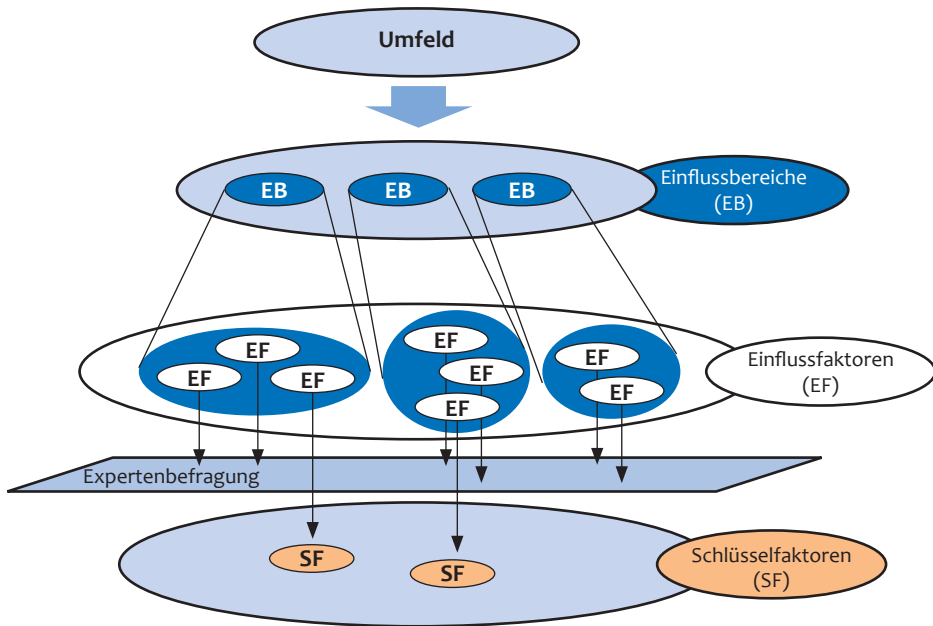 Umfeld
EB
EB
EB
Einflussbereiche
(EB)
EF
EF
EF
EF
EF
EF
EF
EF
Einflussfaktoren
(EF)
Expertenbefragung
SF
SF
Schlüsselfaktoren
(SF)